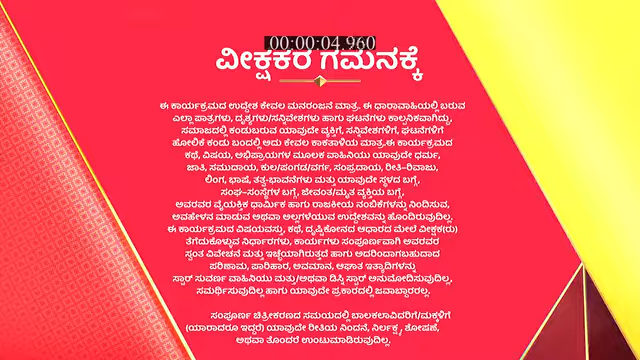 00:00:04.960
ವೀಕ್ಷಕರ ಗಮನಕ್ಕೆ
ಈ ಕಾರ್ಯಕ್ರಮದ ಉದ್ದೇಶ ಕೇವಲ ಮನರಂಜನೆ ಮಾತ್ರ. ಈ ಧಾರಾವಾಹಿಯಲ್ಲಿ ಬರುವ
ಎಲ್ಲಾ ಪಾತ್ರಗಳು, ದೃಶ್ಯಗಳು/ಸನ್ನಿವೇಶಗಳು ಹಾಗು ಘಟನೆಗಳು ಕಾಲ್ಪನಿಕವಾಗಿದ್ದು,
ಸಮಾಜದಲ್ಲಿ ಕಂಡುಬರುವ ಯಾವುದೇ ವ್ಯಕ್ತಿಗೆ, ಸನ್ನಿವೇಶಗಳಿಗೆ, ಘಟನೆಗಳಿಗೆ
ಹೋಲಿಕೆ ಕಂಡು ಬಂದಲ್ಲಿ ಅದು ಕೇವಲ ಕಾಕತಾಳಿಯ ಮಾತ್ರ.ಈ ಕಾರ್ಯಕ್ರಮದ
ಕಥೆ, ವಿಷಯ, ಅಭಿಪ್ರಾಯಗಳ ಮೂಲಕ ವಾಹಿನಿಯು ಯಾವುದೇ ಧರ್ಮ,
ಜಾತಿ, ಸಮುದಾಯ, ಕುಲ/ಪಂಗಡ/ವರ್ಗ, ಸಂಪ್ರದಾಯ, ರೀತಿ-ರಿವಾಜು,
ಲಿಂಗ, ಭಾಷೆ, ತತ್ವ-ಭಾವನೆಗಳು ಮತ್ತು ಯಾವುದೇ ಸ್ಥಳದ ಬಗ್ಗೆ,
ಸಂಘ-ಸಂಸ್ಥೆಗಳ ಬಗ್ಗೆ, ಜೀವಂತ/ಮೃತ ವ್ಯಕ್ತಿಯ ಬಗ್ಗೆ,
ಅವರವರ ವೈಯಕ್ತಿಕ ಧಾರ್ಮಿಕ ಹಾಗು ರಾಜಕೀಯ ನಂಬಿಕೆಗಳನ್ನು ನಿಂದಿಸುವ,
ಅವಹೇಳನ ಮಾಡುವ ಅಥವಾ ಅಲ್ಲಗಳೆಯುವ ಉದ್ದೇಶವನ್ನು ಹೊಂದಿರುವುದಿಲ್ಲ.
ಈ ಕಾರ್ಯಕ್ರಮದ ವಿಷಯವಸ್ತು, ಕಥೆ, ದೃಷ್ಟಿಕೋನದ ಆಧಾರದ ಮೇಲೆ ವೀಕ್ಷಕ(ರು)
ತೆಗೆದುಕೊಳ್ಳುವ ನಿರ್ಧಾರಗಳು, ಕಾರ್ಯಗಳು ಸಂಪೂರ್ಣವಾಗಿ ಅವರವರ
ಸ್ವಂತ ವಿವೇಚನೆ ಮತ್ತು ಇಚ್ಛೆಯಾಗಿರುತ್ತದೆ ಹಾಗು ಅದರಿಂದಾಗಬಹುದಾದ
ಪರಿಣಾಮ, ಪಾರಿಹಾರ, ಅವಮಾನ, ಆಘಾತ ಇತ್ಯಾದಿಗಳನ್ನು
ಸ್ಟಾರ್ ಸುವರ್ಣ ವಾಹಿನಿಯು ಮತ್ತು/ಅಥವಾ ಡಿಸ್ನಿ ಸ್ಟಾರ್ ಅನುಮೋದಿಸುವುದಿಲ್ಲ,
ಸಮರ್ಥಿಸುವುದಿಲ್ಲ ಹಾಗು ಯಾವುದೇ ಪ್ರಕಾರದಲ್ಲಿ ಜವಾಬ್ದಾರರಲ್ಲ.
ಸಂಪೂರ್ಣ ಚಿತ್ರೀಕರಣದ ಸಮಯದಲ್ಲಿ ಬಾಲಕಲಾವಿದರಿಗೆ/ಮಕ್ಕಳಿಗೆ
(ಯಾರಾದರೂ ಇದ್ದರೆ) ಯಾವುದೇ ರೀತಿಯ ನಿಂದನೆ, ನಿರ್ಲಕ್ಷ್ಯ, ಶೋಷಣೆ,
ಅಥವಾ ತೊಂದರೆ ಉಂಟುಮಾಡಿರುವುದಿಲ್ಲ.